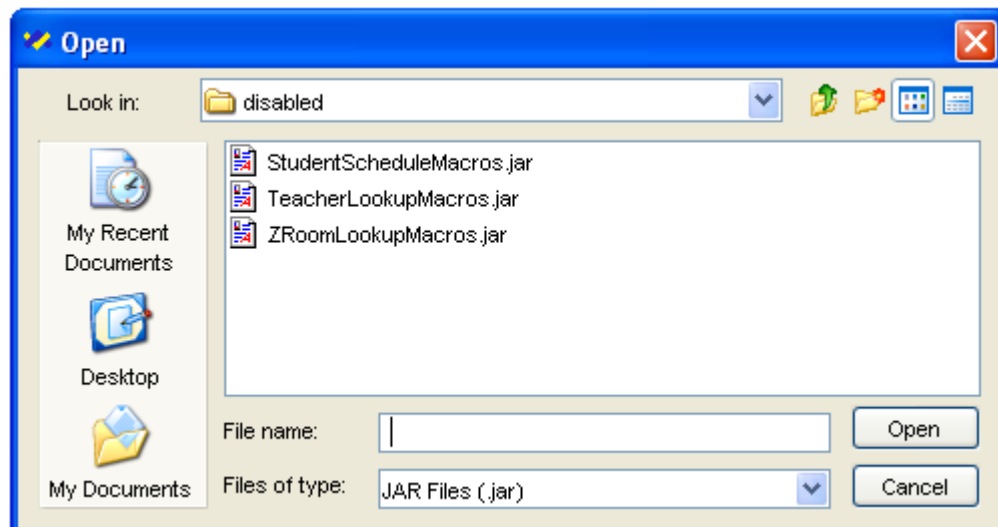 Open
Look in:
disabled
StudentScheduleMacros.jar
TeacherLookupMacros.jar
ZRoomLookupMacros.jar
My Recent
Documents
Desktop
My Documents
File name:
Open
Files of type:
JAR Files (.jar)
Cancel